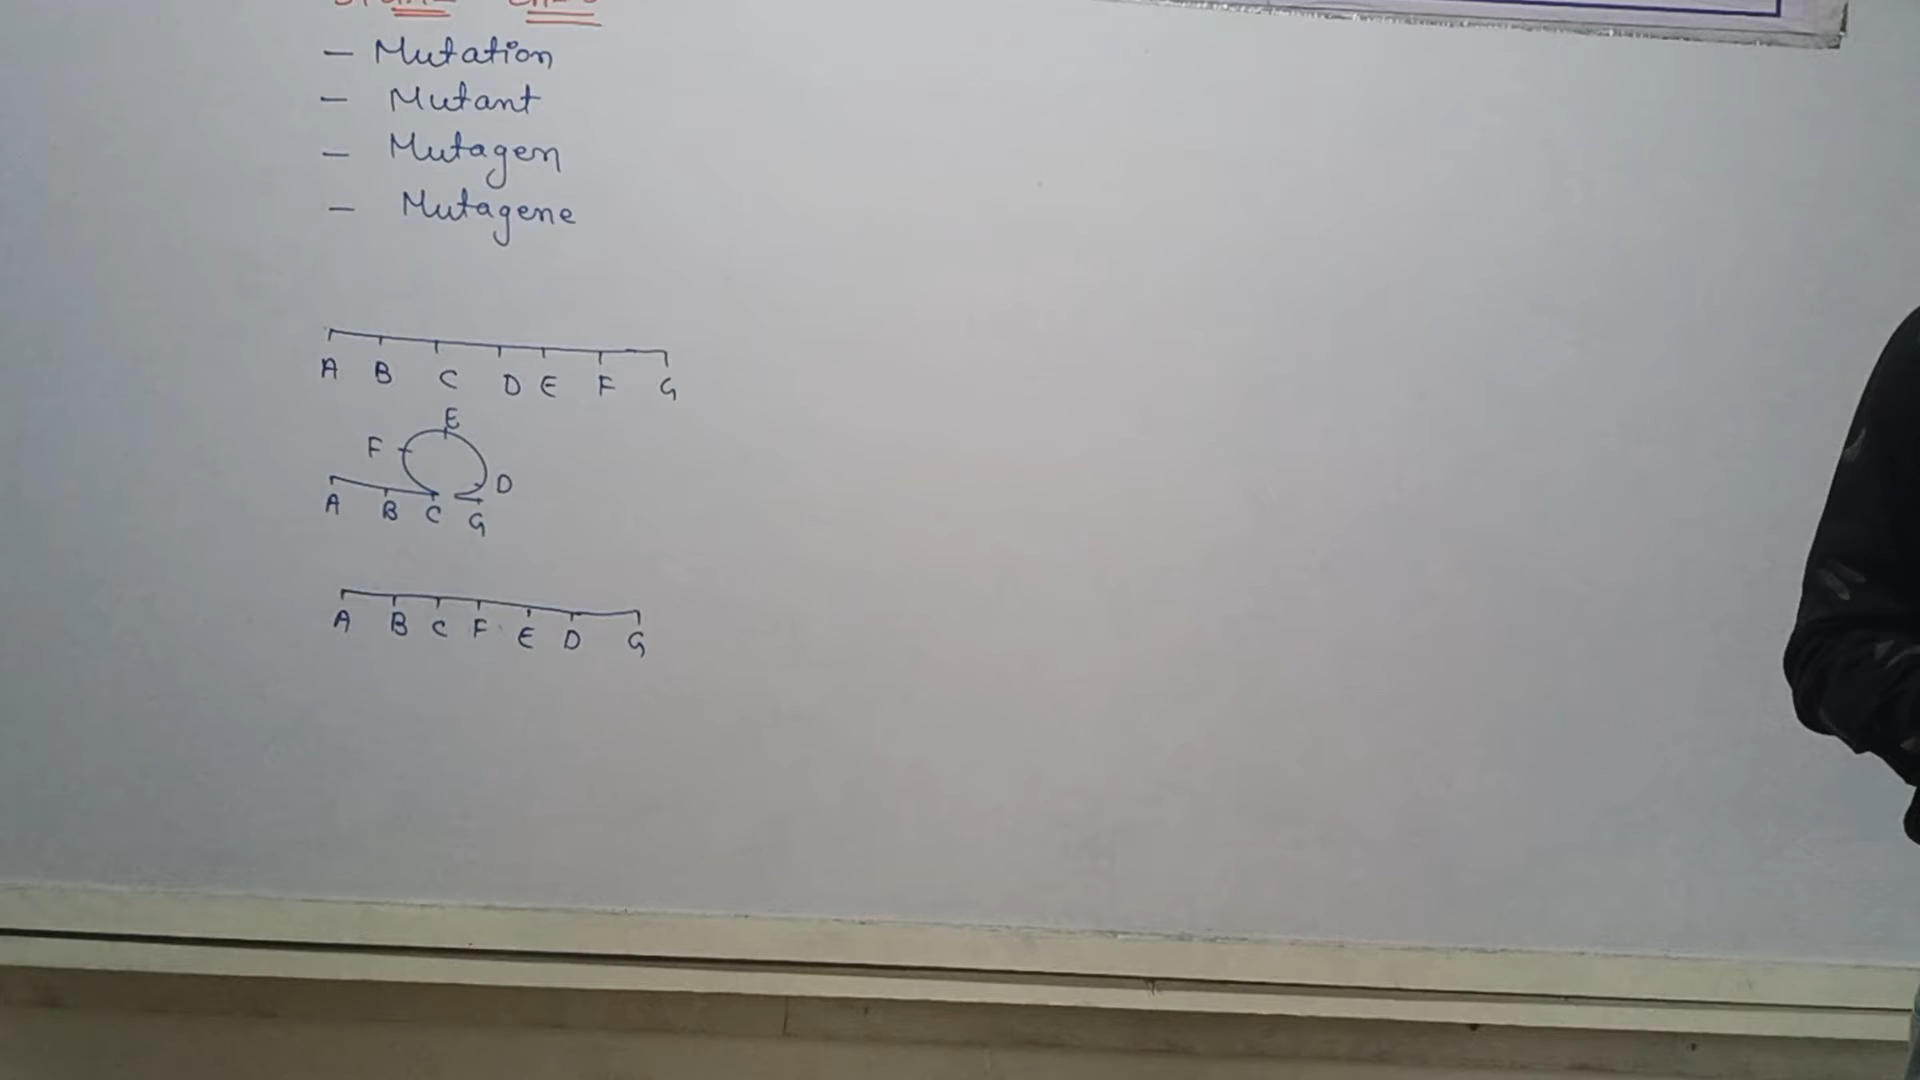 - Mutation
- Mutant
- Mutagen
- Mutagene
A B C D E F G
E
F
D
A B C G
A B C F E D G